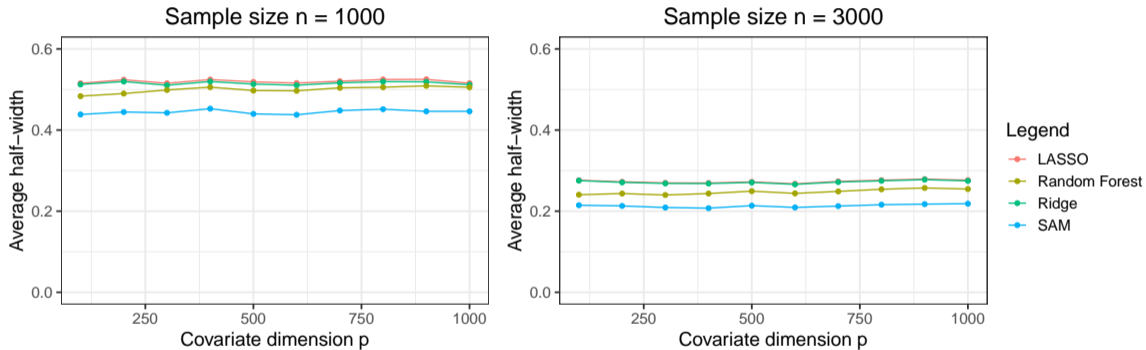 Sample size n = 1000
Average half−width
0.6
0.4
0.2
0.0
250
500
750
1000
Covariate dimension p
Sample size n = 3000
Average half−width
0.6
0.4
0.2
0.0
250
500
750
1000
Covariate dimension p
Legend
LASSO
Random Forest
Ridge
SAM